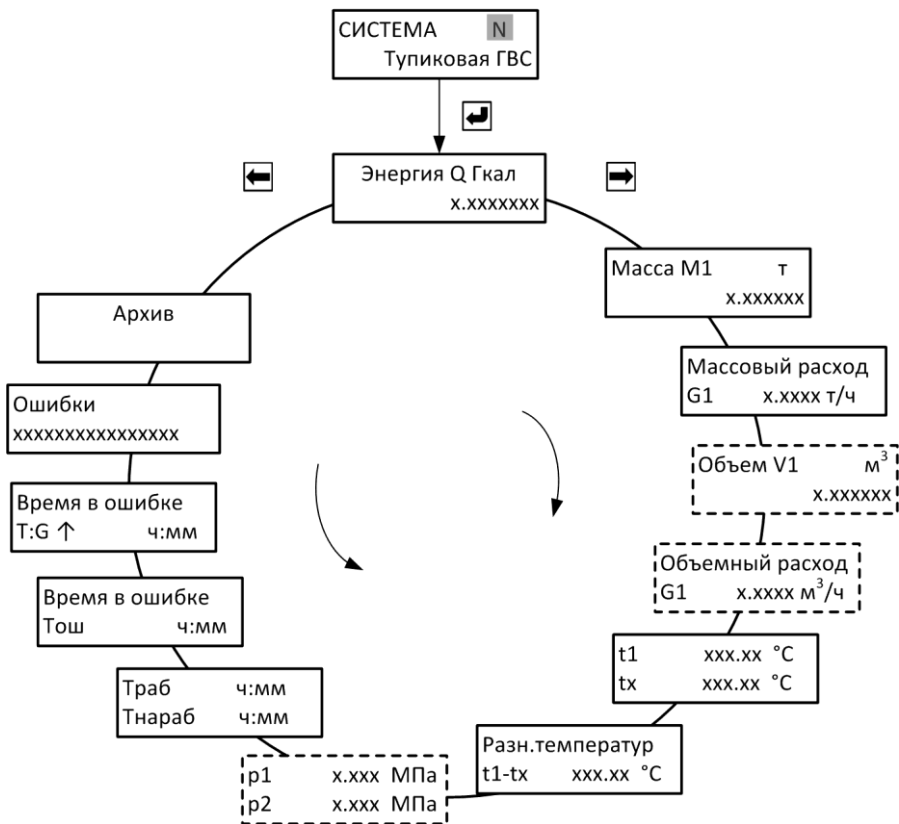 СИСТЕМА N
Тупиковая ГВС
Энергия Q Гкал
x.xxxxxxx
Масса M1 т
x.xxxxxx
Массовый расход
G1 x.xxxx т/ч
Объем V1 м³
x.xxxxxx
Объемный расход
G1 x.xxxx м³/ч
t1 xxx.xx °C
tx xxx.xx °C
Разн.температур
t1-tx xxx.xx °C
p1 x.xxx МПа
p2 x.xxx МПа
Траб ч:мм
Тнараб ч:мм
Время в ошибке
Тош ч:мм
Время в ошибке
T:G ↑ ч:мм
Ошибки
xxxxxxxxxxxxxxxx
Архив